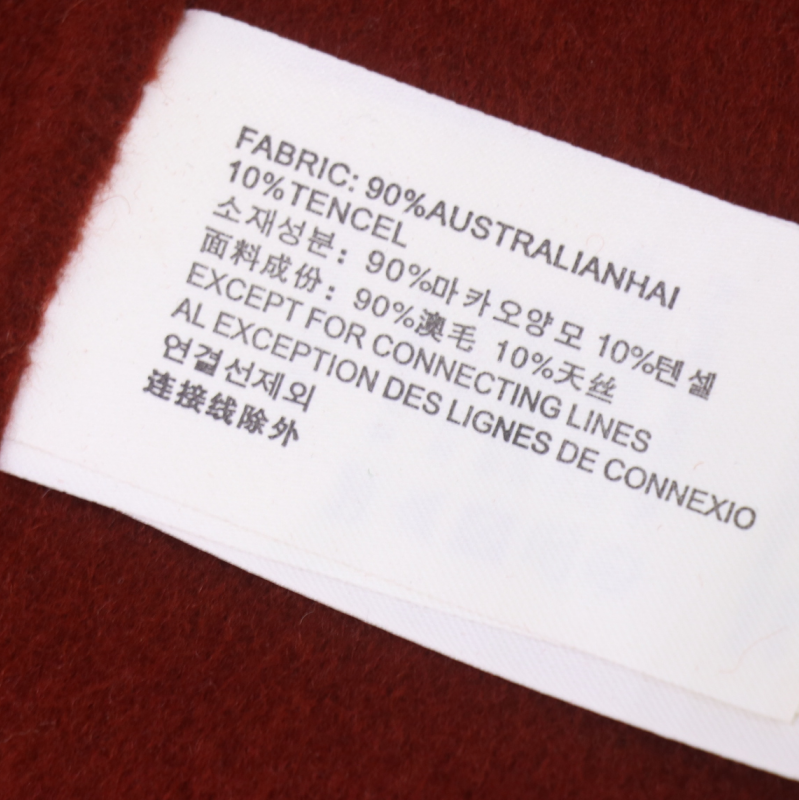 FABRIC: 90%AUSTRALIANHAI
10%TENCEL
소재성분: 90%마카오양모 10%텐셀
面料成份: 90%澳毛 10%天丝
EXCEPT FOR CONNECTING LINES
AL EXCEPTION DES LIGNES DE CONNEXIO
연결선제외
连接线除外